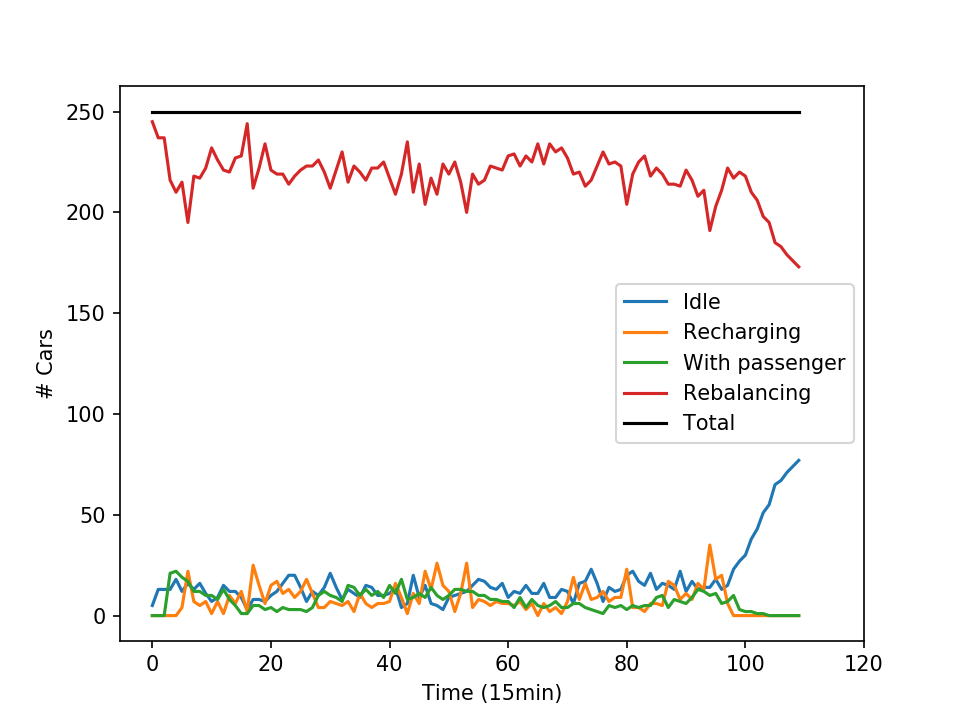 250
200
150
100
50
0
# Cars
Idle
Recharging
With passenger
Rebalancing
Total
0 20 40 60 80 100 120
Time (15min)